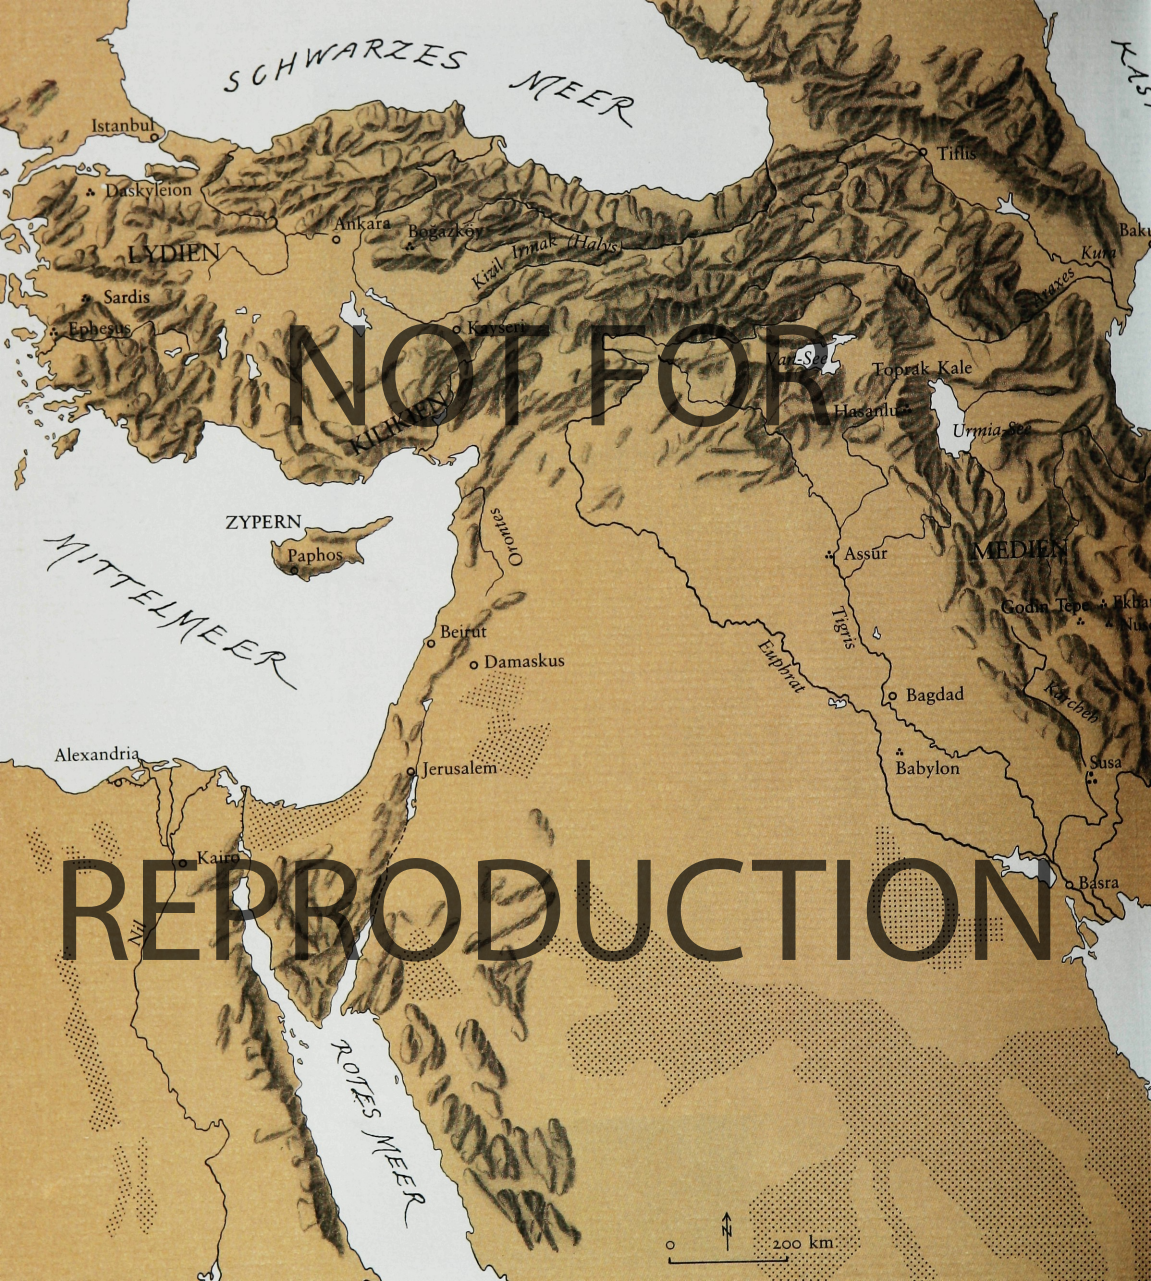 SCHWARZES MEER
Istanbul
Tiflis
Daskyleion
Ankara
Bogazköy
Baku
LYDIEN
Kizil Irmak (Halys)
Kura
Araxes
Sardis
Ephesus
Kayseri
NOT FOR
Van-See
Toprak Kale
KILIKIEN
Hasanlu
Urmia-See
ZYPERN
Paphos
Orontes
MITTELMEER
Assur
MEDIEN
Godin Tepe
Tigris
Beirut
Damaskus
Euphrat
Bagdad
Karcheh
Alexandria
Jerusalem
Babylon
Susa
Kairo
REPRODUCTION
Basra
Nil
ROTES MEER
N
0 200 km